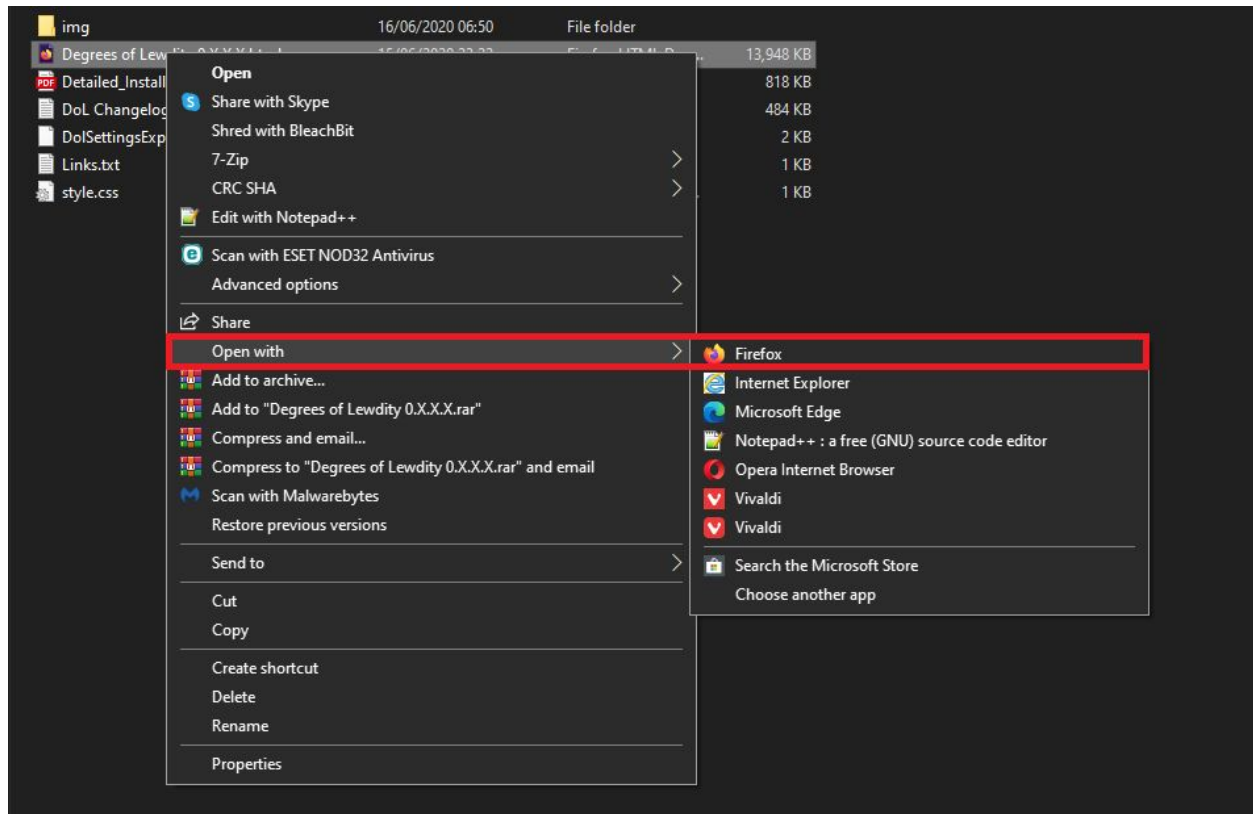 img 16/06/2020 06:50 File folder
Degrees of Lew 13,948 KB
Detailed_Install 818 KB
DoL Changelog 484 KB
DolSettingsExp 2 KB
Links.txt 1 KB
style.css 1 KB
Open
Share with Skype
Shred with BleachBit
7-Zip
CRC SHA
Edit with Notepad++
Scan with ESET NOD32 Antivirus
Advanced options
Share
Open with
Add to archive...
Add to "Degrees of Lewdity 0.X.X.X.rar"
Compress and email...
Compress to "Degrees of Lewdity 0.X.X.X.rar" and email
Scan with Malwarebytes
Restore previous versions
Send to
Cut
Copy
Create shortcut
Delete
Rename
Properties
Firefox
Internet Explorer
Microsoft Edge
Notepad++ : a free (GNU) source code editor
Opera Internet Browser
Vivaldi
Vivaldi
Search the Microsoft Store
Choose another app